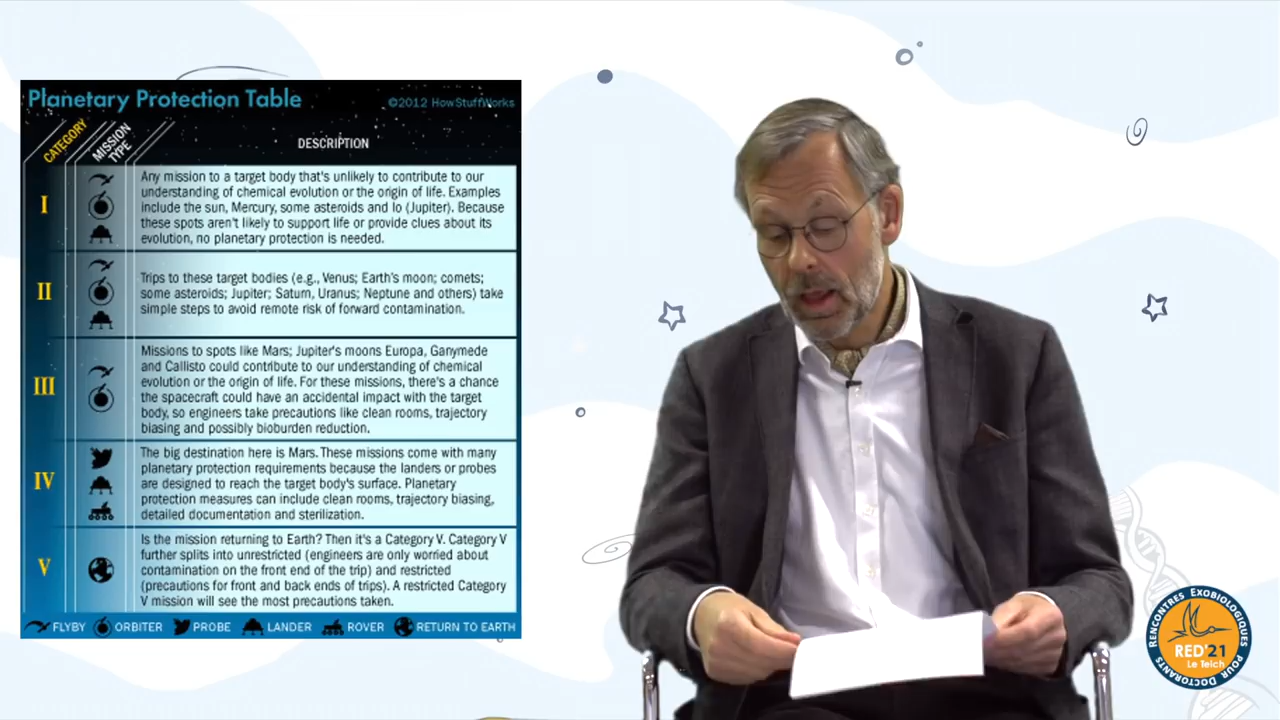 Planetary Protection Table
©2012 HowStuffWorks
CATEGORY
MISSION
TYPE
DESCRIPTION
I
Any mission to a target body that's unlikely to contribute to our
understanding of chemical evolution or the origin of life. Examples
include the sun, Mercury, some asteroids and Io (Jupiter). Because
these spots aren't likely to support life or provide clues about its
evolution, no planetary protection is needed.
II
Trips to these target bodies (e.g., Venus; Earth's moon; comets;
some asteroids; Jupiter; Saturn, Uranus; Neptune and others) take
simple steps to avoid remote risk of forward contamination.
III
Missions to spots like Mars; Jupiter's moons Europa, Ganymede
and Callisto could contribute to our understanding of chemical
evolution or the origin of life. For these missions, there's a chance
the spacecraft could have an accidental impact with the target
body, so engineers take precautions like clean rooms, trajectory
biasing and possibly bioburden reduction.
IV
The big destination here is Mars. These missions come with many
planetary protection requirements because the landers or probes
are designed to reach the target body's surface. Planetary
protection measures can include clean rooms, trajectory biasing,
detailed documentation and sterilization.
V
Is the mission returning to Earth? Then it's a Category V. Category V
further splits into unrestricted (engineers are only worried about
contamination on the front end of the trip) and restricted
(precautions for front and back ends of trips). A restricted Category
V mission will see the most precautions taken.
FLYBY ORBITER PROBE LANDER ROVER RETURN TO EARTH
RENCONTRES EXOBIOLOGIQUES
POUR DOCTORANTS
RED'21
Le Teich